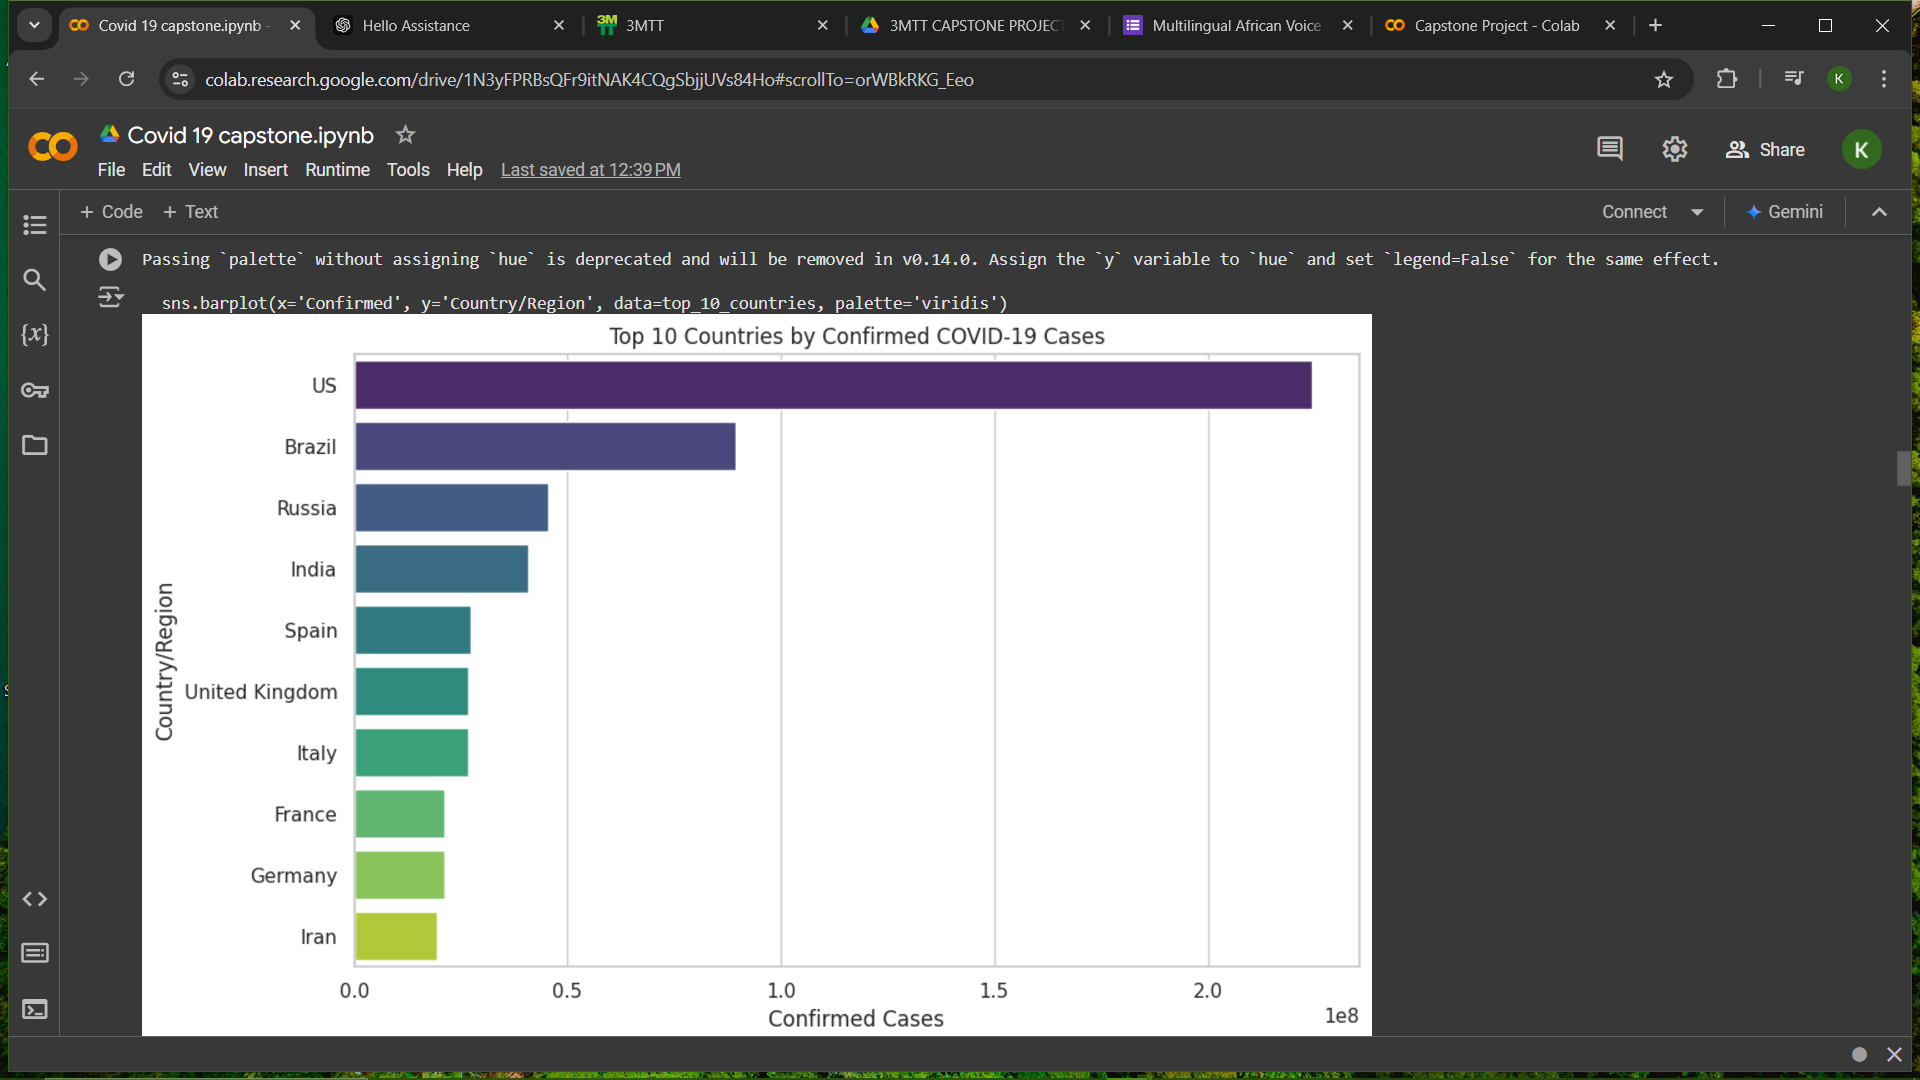 Covid 19 capstone.ipynb -
Hello Assistance
3MTT
3MTT CAPSTONE PROJECT
Multilingual African Voice
Capstone Project - Colab
colab.research.google.com/drive/1N3yFPRBsQFr9itNAK4CQgSbjjUVs84Ho#scrollTo=orWBkRKG_Eeo
K
Covid 19 capstone.ipynb
File Edit View Insert Runtime Tools Help Last saved at 12:39 PM
Share
K
+ Code + Text
Connect
Gemini
Passing `palette` without assigning `hue` is deprecated and will be removed in v0.14.0. Assign the `y` variable to `hue` and set `legend=False` for the same effect.
sns.barplot(x='Confirmed', y='Country/Region', data=top_10_countries, palette='viridis')
Top 10 Countries by Confirmed COVID-19 Cases
US
Brazil
Russia
India
Spain
United Kingdom
Italy
France
Germany
Iran
Country/Region
0.0 0.5 1.0 1.5 2.0
1e8
Confirmed Cases